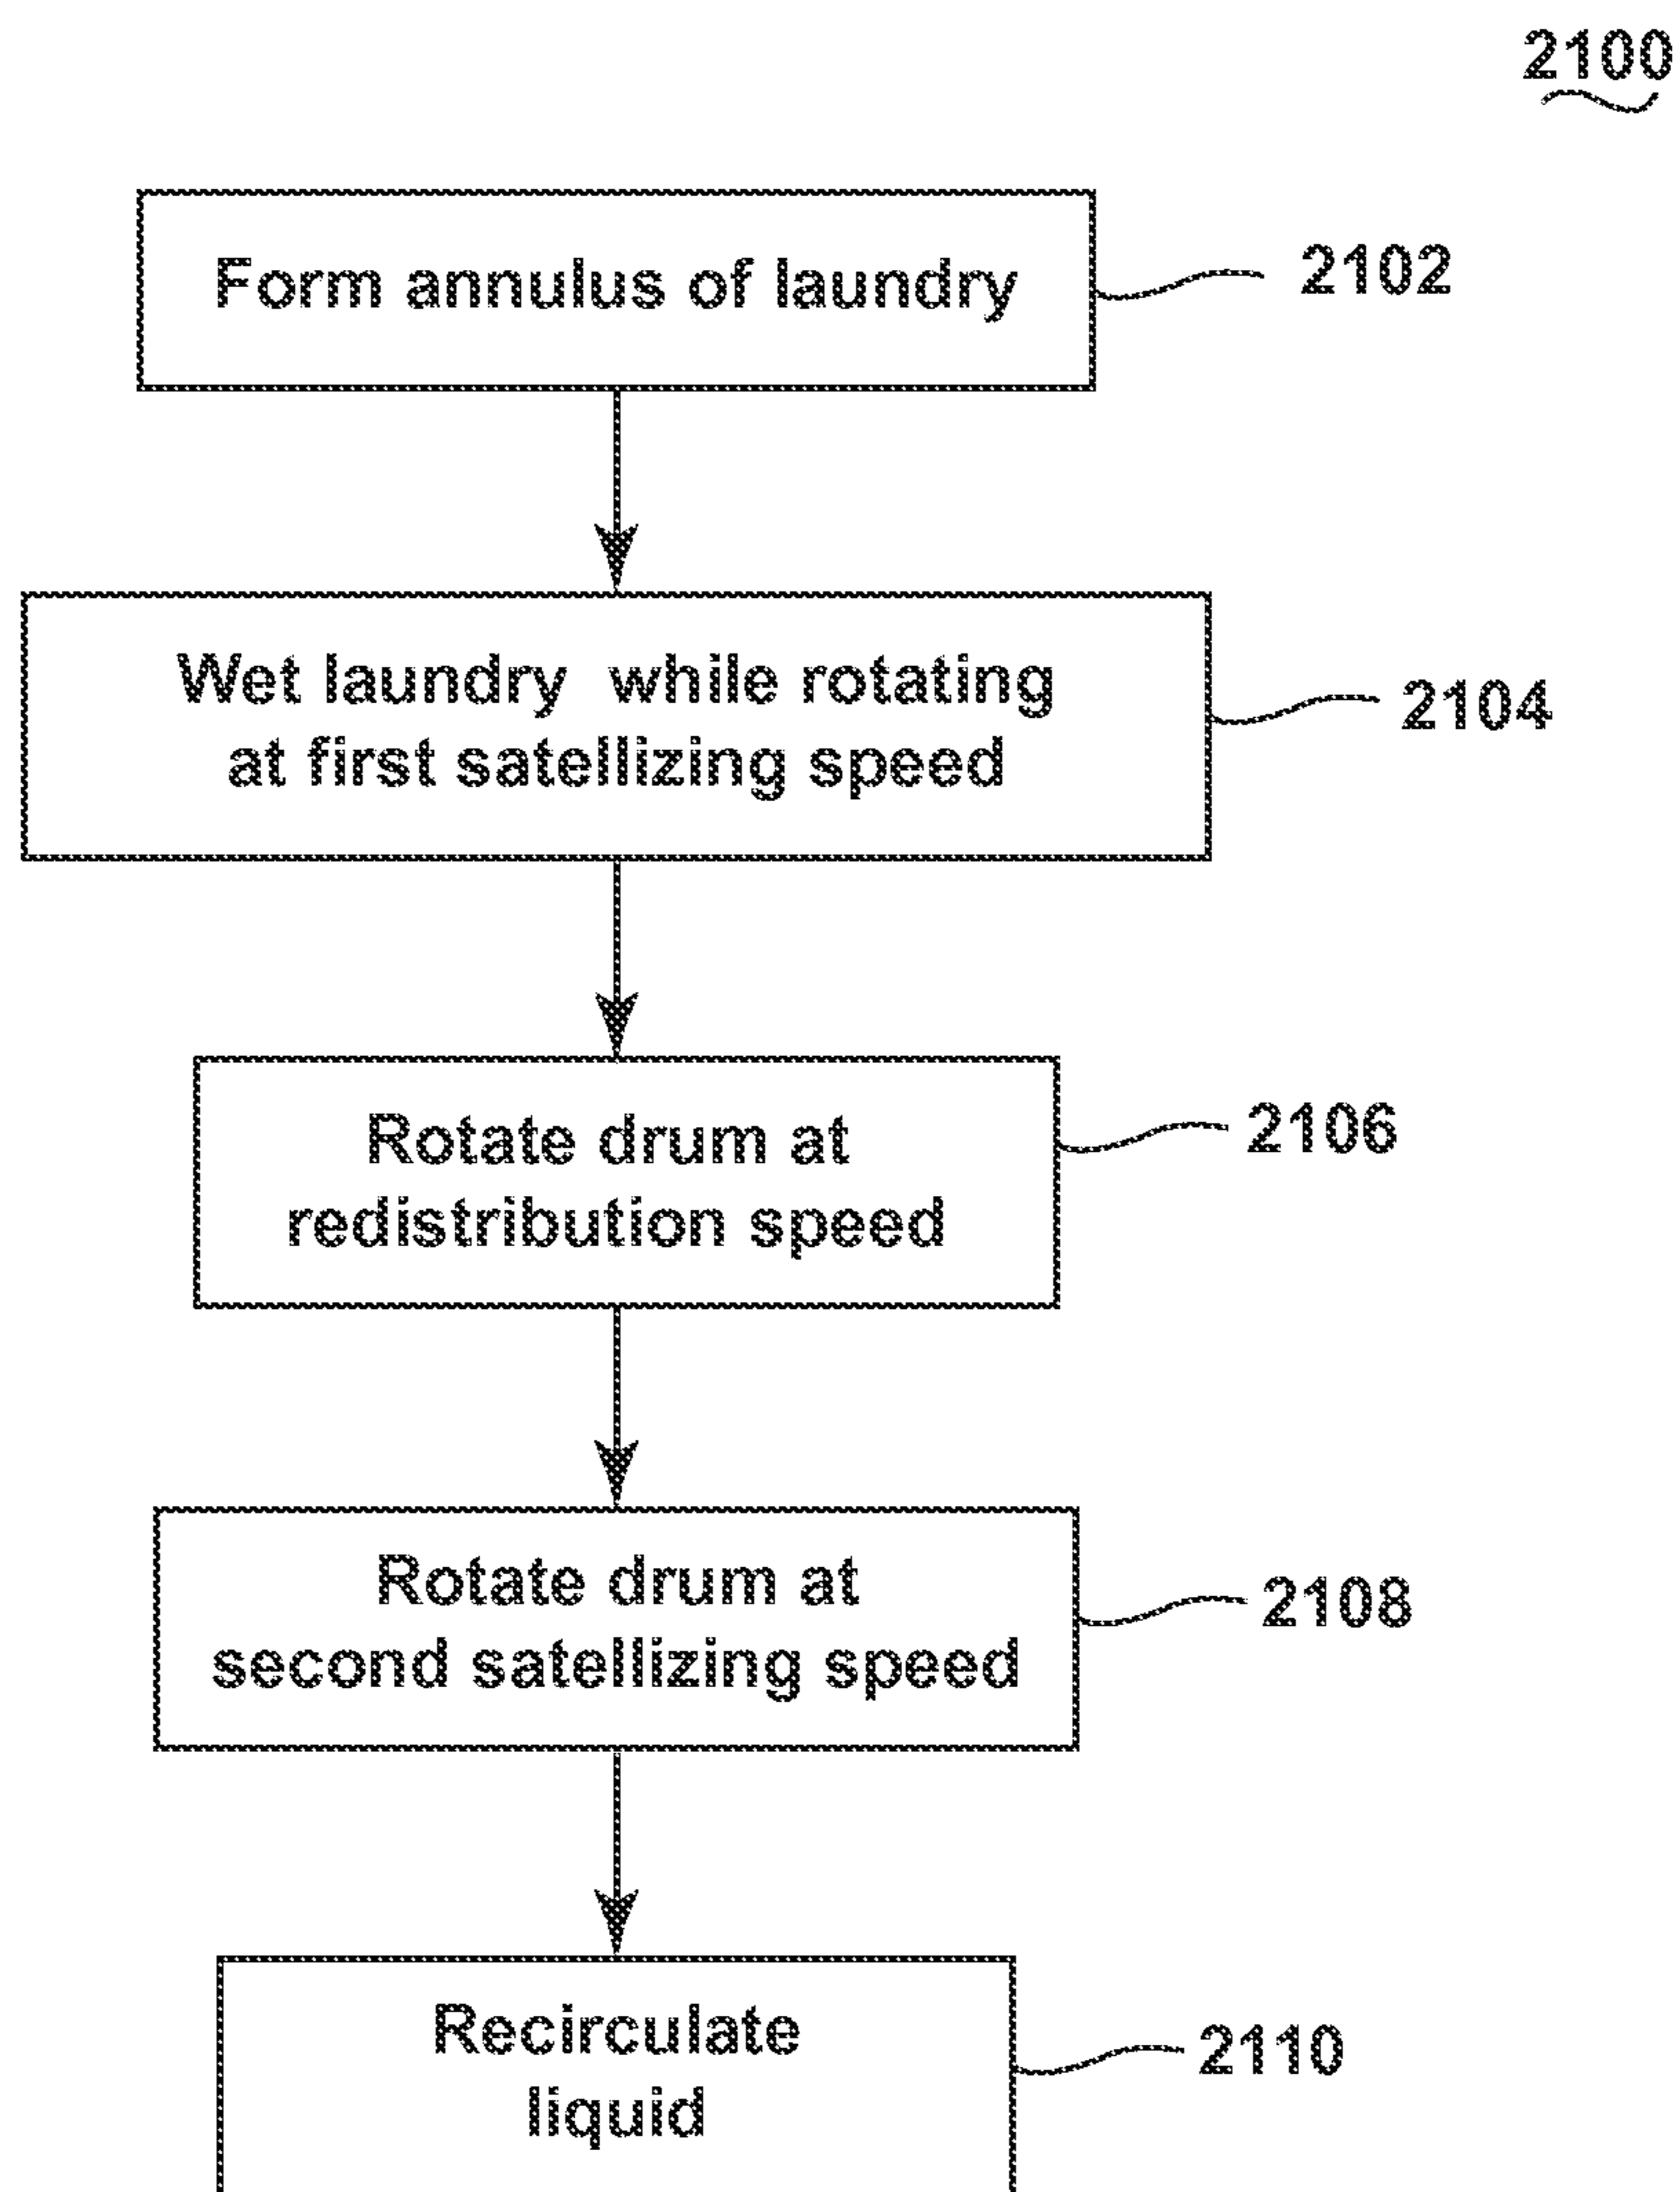 2100
Form annulus of laundry
2102
Wet laundry while rotating
at first satellizing speed
2104
Rotate drum at
redistribution speed
2106
Rotate drum at
second satellizing speed
2108
Recirculate
liquid
2110